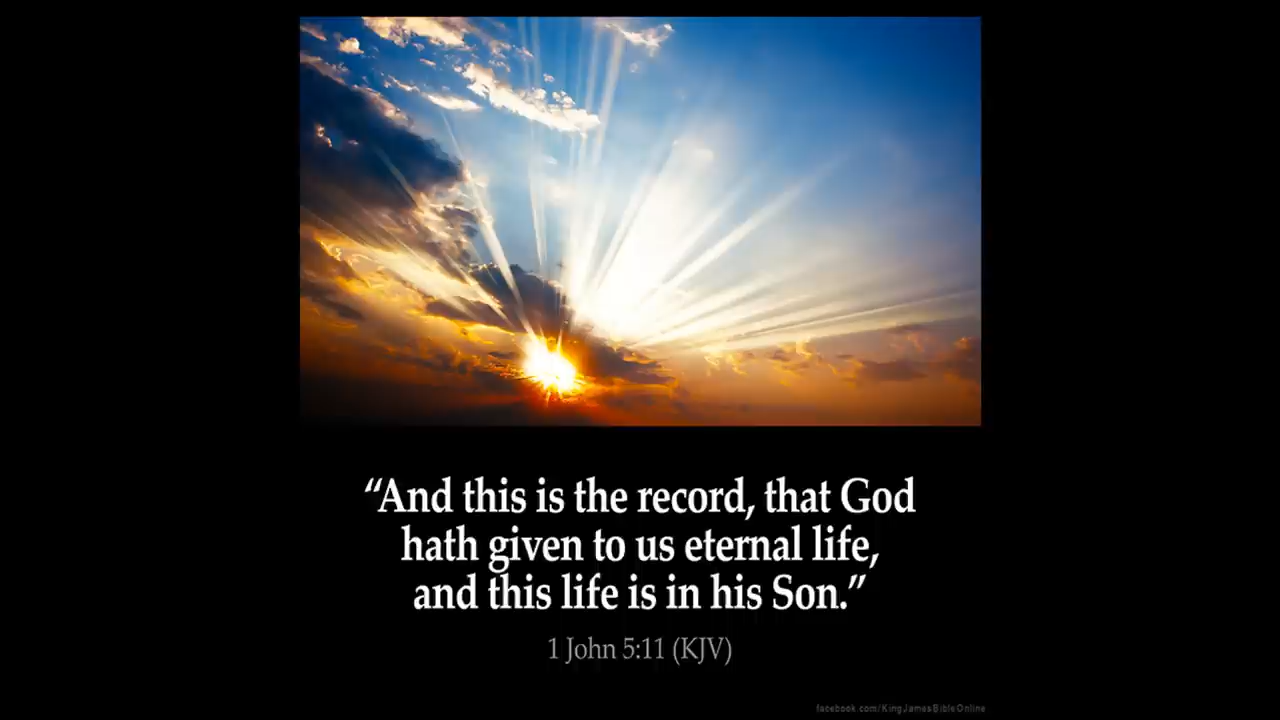 “And this is the record, that God
hath given to us eternal life,
and this life is in his Son.”
1 John 5:11 (KJV)
facebook.com/KingJamesBibleOnline